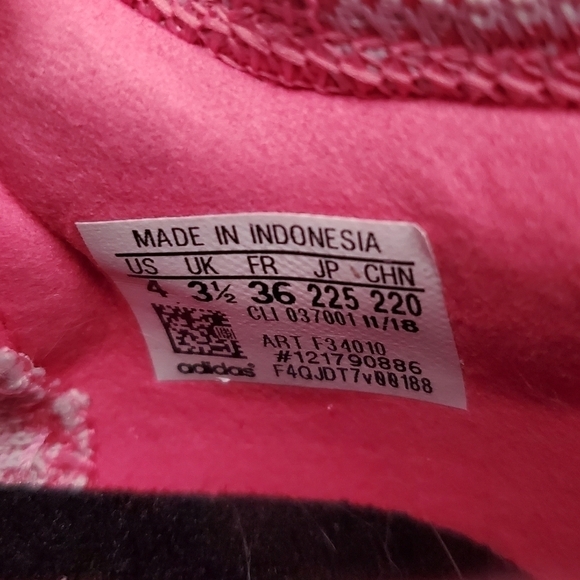 MADE IN INDONESIA
US UK FR JP CHN
4 3½ 36 225 220
CLI 037001 11/18
ART F34010
#121790886
adidas F4QJDT7v00188